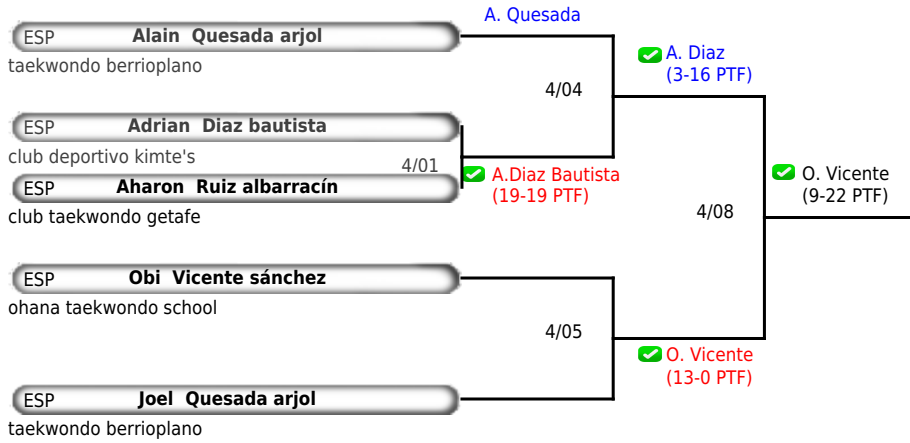 A. Quesada
ESP Alain Quesada arjol
taekwondo berrioplano
A. Diaz
(3-16 PTF)
4/04
ESP Adrian Diaz bautista
club deportivo kimte's
4/01
A.Diaz Bautista
(19-19 PTF)
ESP Aharon Ruiz albarracín
club taekwondo getafe
O. Vicente
(9-22 PTF)
4/08
ESP Obi Vicente sánchez
ohana taekwondo school
4/05
O. Vicente
(13-0 PTF)
ESP Joel Quesada arjol
taekwondo berrioplano